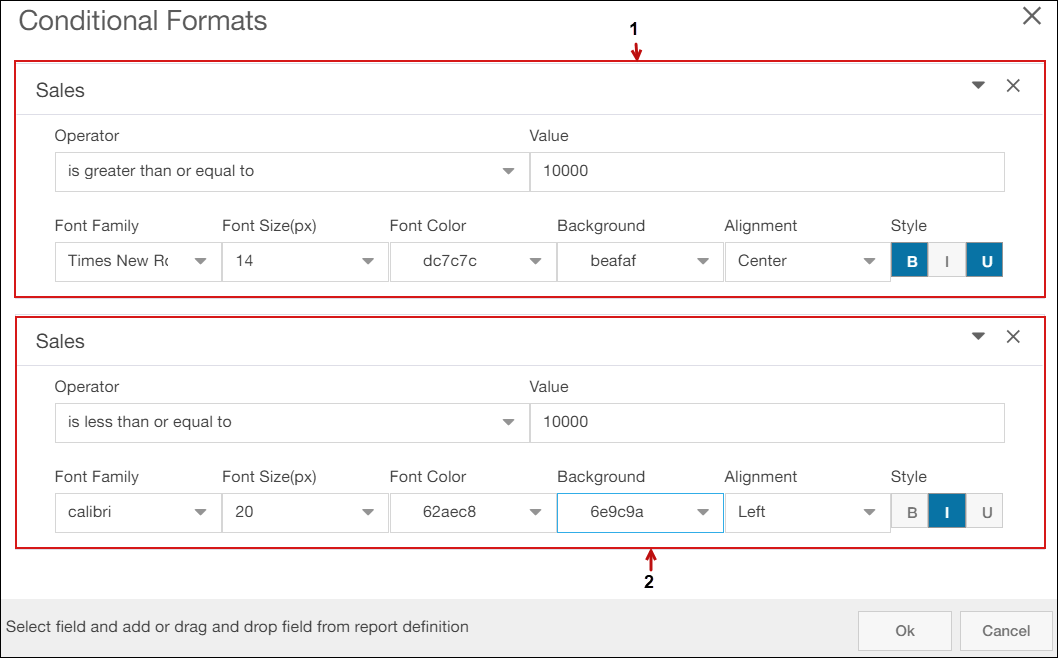 Conditional Formats
1
Sales
Operator Value
is greater than or equal to 10000
Font Family Font Size(px) Font Color Background Alignment Style
Times New Ro 14 dc7c7c beafaf Center B I U
Sales
Operator Value
is less than or equal to 10000
Font Family Font Size(px) Font Color Background Alignment Style
calibri 20 62aec8 6e9c9a Left B I U
2
Select field and add or drag and drop field from report definition
Ok Cancel